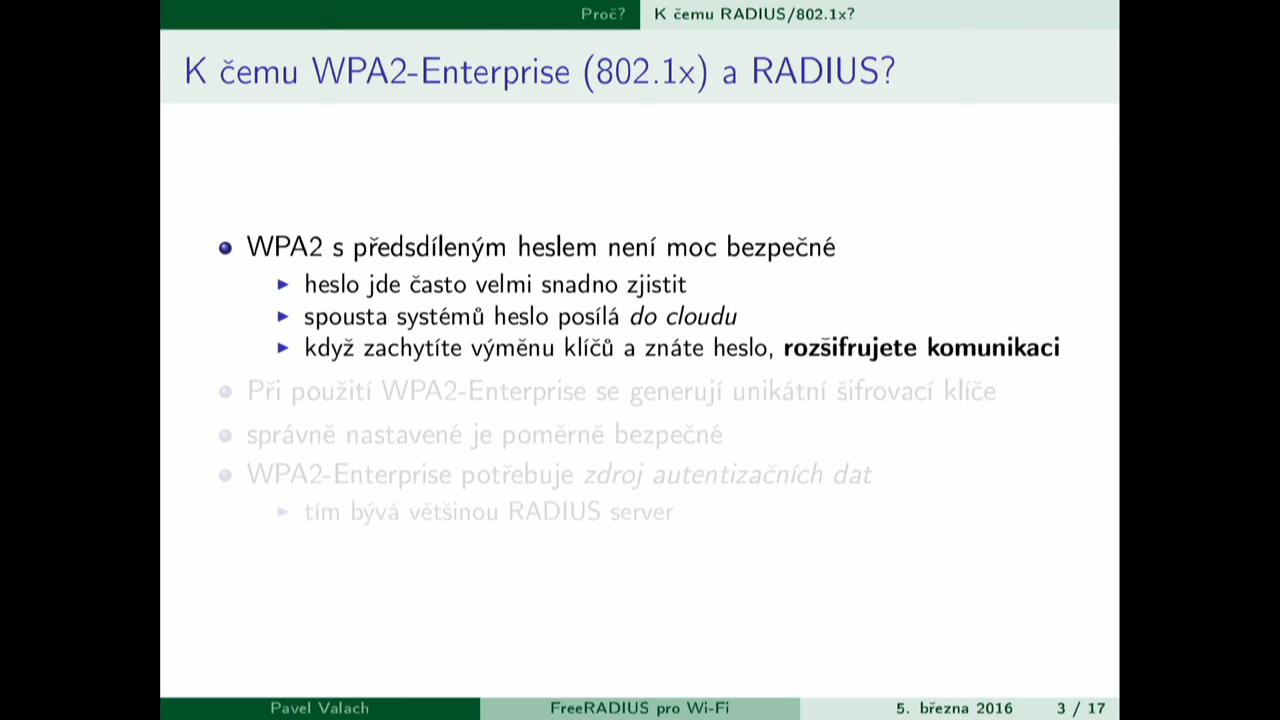 Proč? K čemu RADIUS/802.1x?
K čemu WPA2-Enterprise (802.1x) a RADIUS?
WPA2 s předsdíleným heslem není moc bezpečné
heslo jde často velmi snadno zjistit
spousta systémů heslo posílá do cloudu
když zachytíte výměnu klíčů a znáte heslo, rozšifrujete komunikaci
Při použití WPA2-Enterprise se generují unikátní šifrovací klíče
správně nastavené je poměrně bezpečné
WPA2-Enterprise potřebuje zdroj autentizačních dat
tím bývá většinou RADIUS server
Pavel Valach FreeRADIUS pro Wi-Fi 5. března 2016 3 / 17